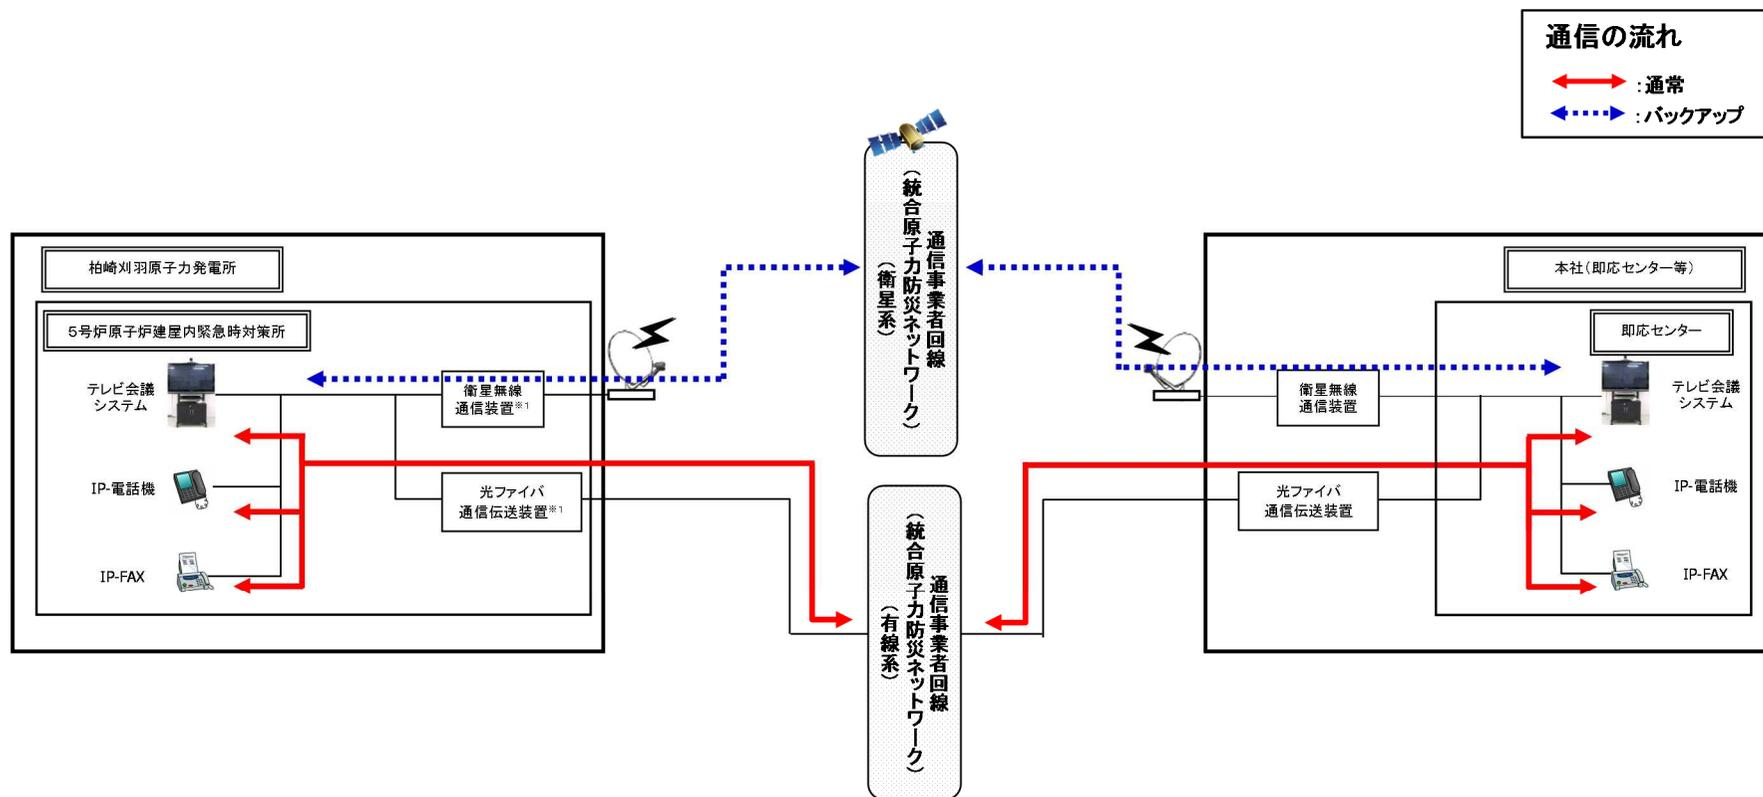 通信の流れ
：通常
：バックアップ
柏崎刈羽原子力発電所
5号炉原子炉建屋内緊急時対策所
テレビ会議
システム
IP-電話機
IP-FAX
衛星無線
通信装置※1
光ファイバ
通信伝送装置※1
通信事業者回線
（統合原子力防災ネットワーク）
（衛星系）
通信事業者回線
（統合原子力防災ネットワーク）
（有線系）
本社（即応センター等）
即応センター
衛星無線
通信装置
光ファイバ
通信伝送装置
テレビ会議
システム
IP-電話機
IP-FAX